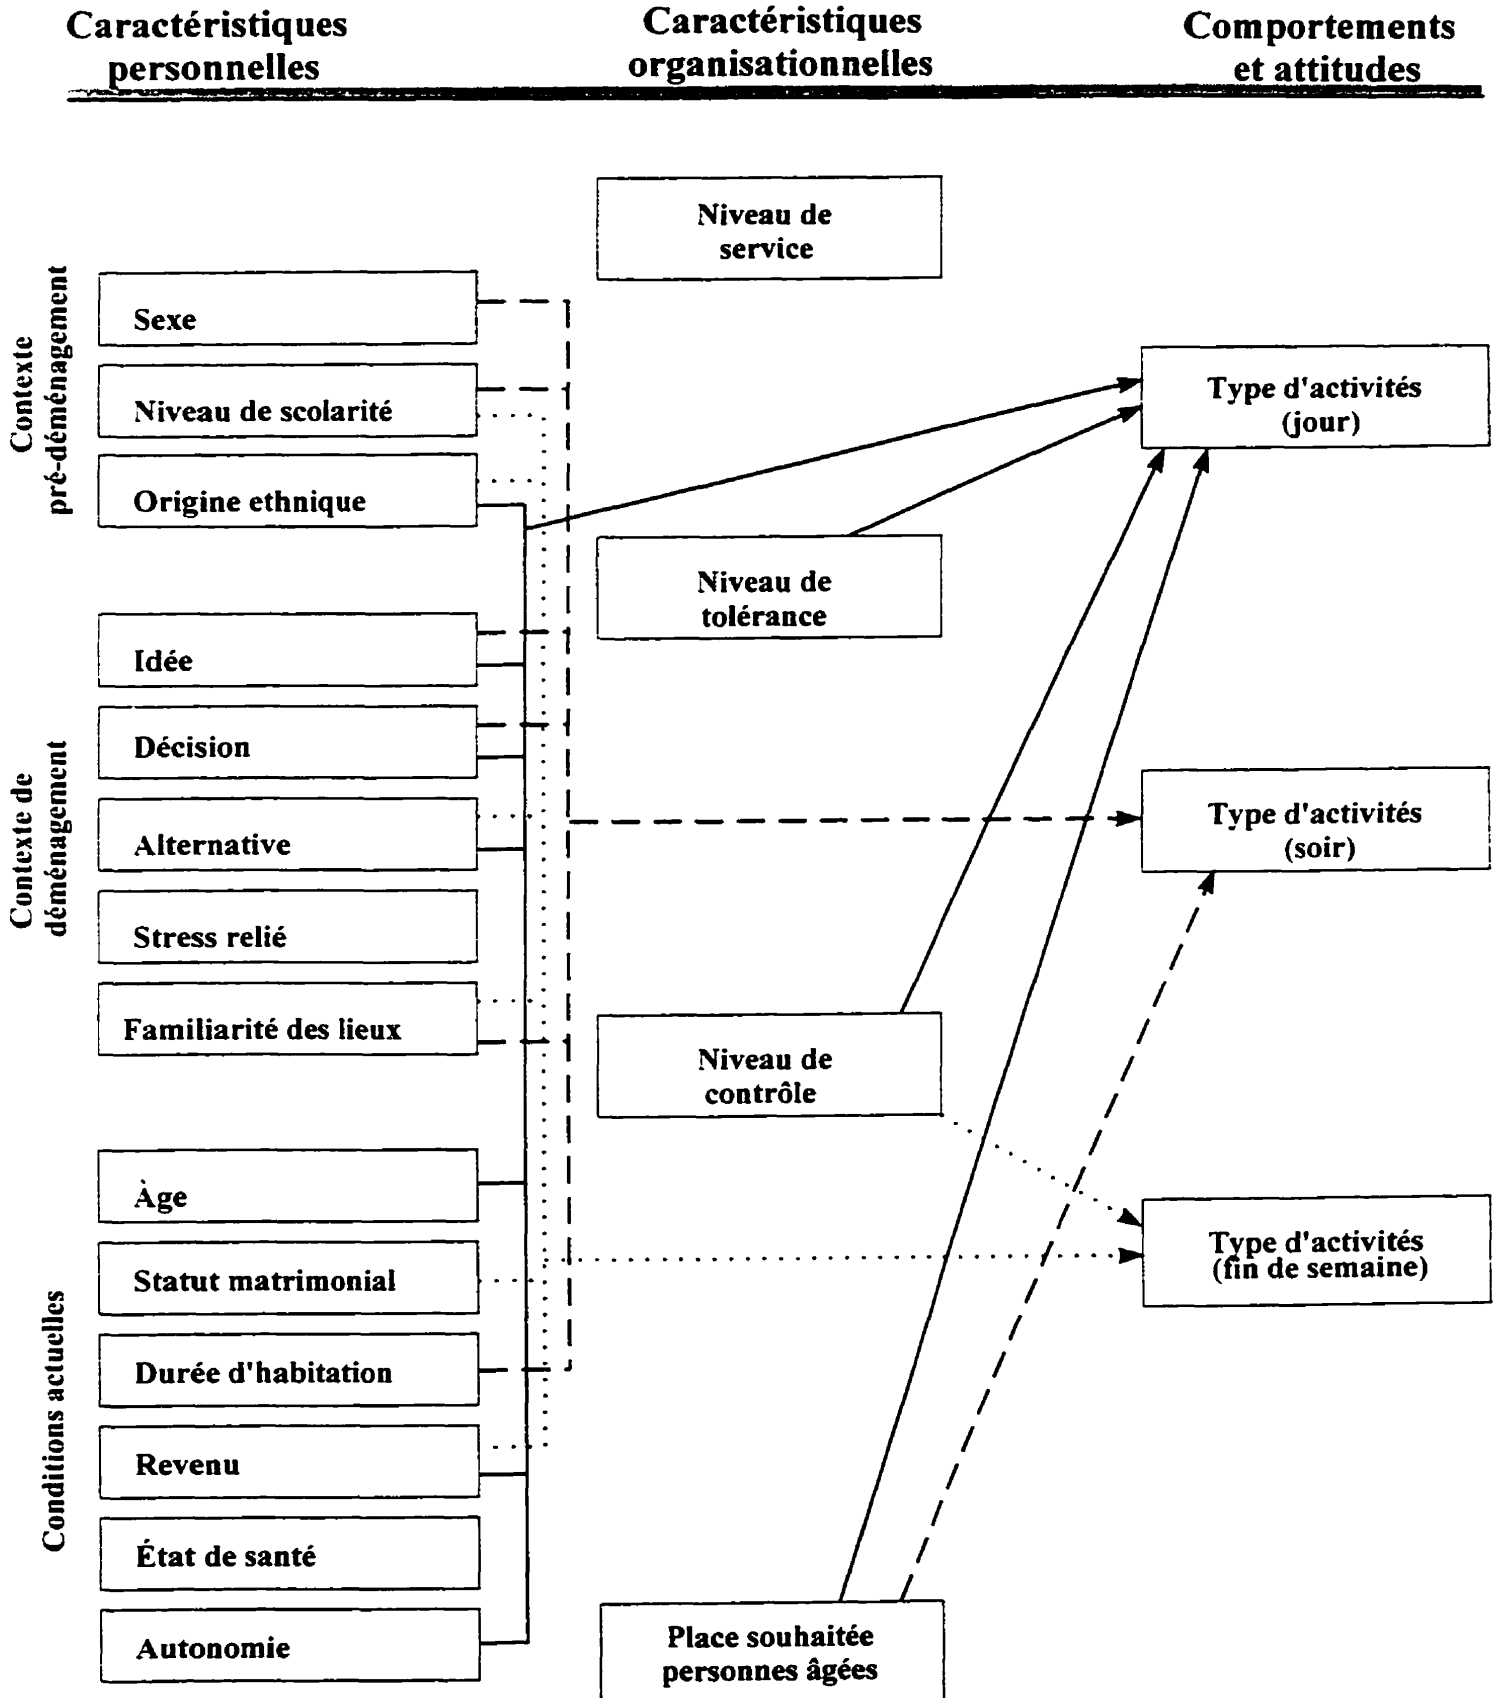 Caractéristiques
personnelles
Caractéristiques
organisationnelles
Comportements
et attitudes
Contexte
pré-déménagement
Sexe
Niveau de scolarité
Origine ethnique
Contexte de
déménagement
Idée
Décision
Alternative
Stress relié
Familiarité des lieux
Conditions actuelles
Âge
Statut matrimonial
Durée d'habitation
Revenu
État de santé
Autonomie
Niveau de
service
Niveau de
tolérance
Niveau de
contrôle
Place souhaitée
personnes âgées
Type d'activités
(jour)
Type d'activités
(soir)
Type d'activités
(fin de semaine)